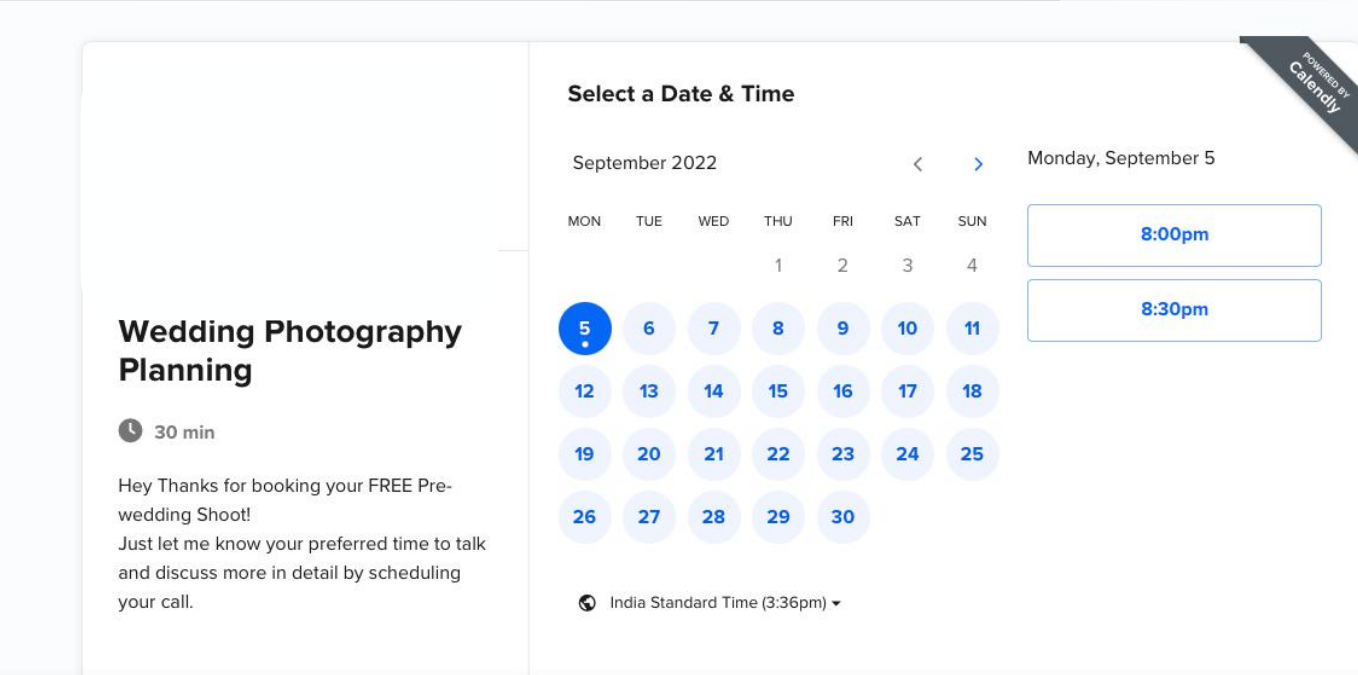 POWERED BY
Calendly
Select a Date & Time
September 2022
Monday, September 5
MON TUE WED THU FRI SAT SUN
1 2 3 4
5 6 7 8 9 10 11
12 13 14 15 16 17 18
19 20 21 22 23 24 25
26 27 28 29 30
India Standard Time (3:36pm)
8:00pm
8:30pm
Wedding Photography
Planning
30 min
Hey Thanks for booking your FREE Pre-
wedding Shoot!
Just let me know your preferred time to talk
and discuss more in detail by scheduling
your call.